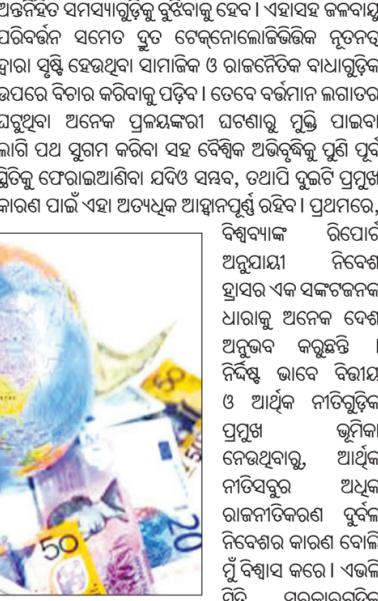 ଅନ୍ତର୍ନିହିତ ସମସ୍ୟାଗୁଡ଼ିକୁ ବୁଝିବାକୁ ହେବ । ଏହାସହ ଜଳବାୟୁ
ପରିବର୍ତ୍ତନ ସମେତ ଦ୍ରୁତ ଟେକ୍‌ନୋଲୋଜିଭିତ୍ତିକ ନୂତନତ୍ୱ
ଦ୍ୱାରା ସୃଷ୍ଟି ହେଉଥିବା ସାମାଜିକ ଓ ରାଜନୈତିକ ବାଧାଗୁଡ଼ିକ
ଉପରେ ବିଚାର କରିବାକୁ ପଡ଼ିବ । ତେବେ ବର୍ତ୍ତମାନ ଲଗାତର
ଘଟୁଥିବା ଅନେକ ପ୍ରଳୟଙ୍କରୀ ଘଟଣାରୁ ମୁକ୍ତି ପାଇବା
ଲାଗି ପଥ ସୁଗମ କରିବା ସହ ବୈଶ୍ୱିକ ଅଭିବୃଦ୍ଧିକୁ ପୁଣି ପୂର୍ବ
ସ୍ଥିତିକୁ ଫେରାଇଆଣିବା ଯଦିଓ ସମ୍ଭବ, ତଥାପି ଦୁଇଟି ପ୍ରମୁଖ
କାରଣ ପାଇଁ ଏହା ଅତ୍ୟଧିକ ଆହ୍ୱାନପୂର୍ଣ୍ଣ ରହିବ । ପ୍ରଥମରେ,
ବିଶ୍ୱବ୍ୟାଙ୍କ ରିପୋର୍ଟ
ଅନୁଯାୟୀ ନିବେଶ
ହ୍ରାସର ଏକ ସଙ୍କଟଜନକ
ଧାରାକୁ ଅନେକ ଦେଶ
ଅନୁଭବ କରୁଛନ୍ତି ।
ନିର୍ଦ୍ଦିଷ୍ଟ ଭାବେ ବିତ୍ତୀୟ
ଓ ଆର୍ଥିକ ନୀତିଗୁଡ଼ିକ
ପ୍ରମୁଖ ଭୂମିକା
ନେଉଥିବାରୁ, ଆର୍ଥିକ
ନୀତିସବୁର ଅଧିକ
ରାଜନୀତିକରଣ ଦୁର୍ବଳ
ନିବେଶର କାରଣ ବୋଲି
ମୁଁ ବିଶ୍ୱାସ କରେ । ଏଭଳି
50
50
20